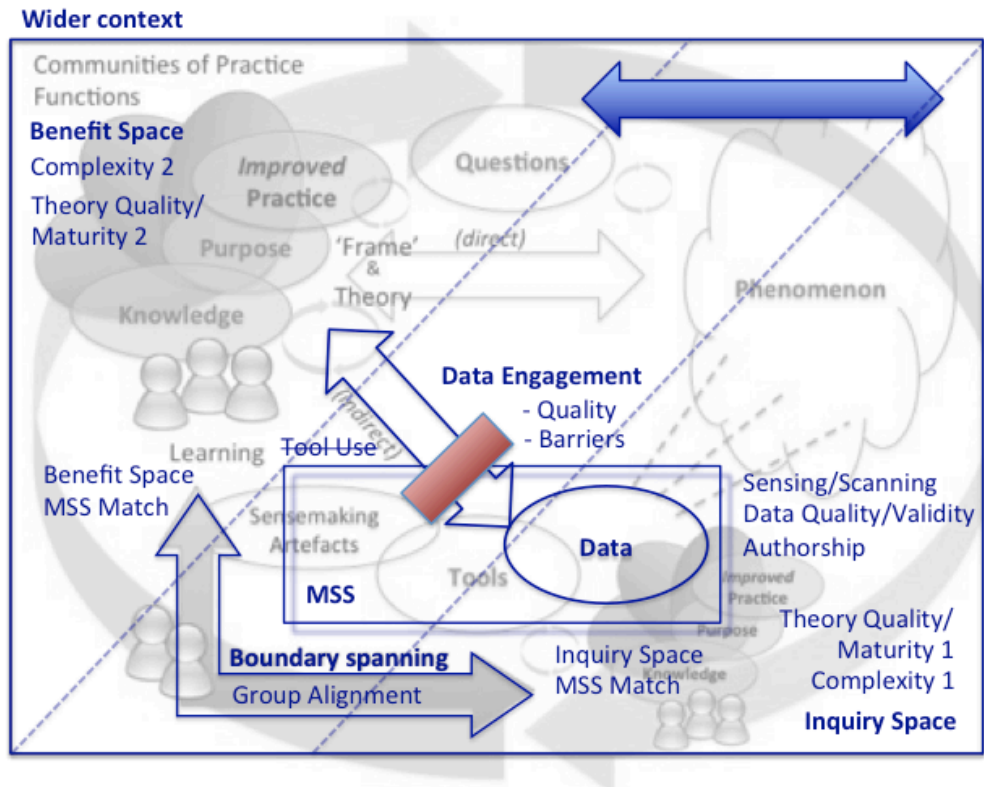 Wider context
Communities of Practice
Functions
Benefit Space
Complexity 2
Theory Quality/
Maturity 2
Improved
Practice
Purpose
Knowledge
Questions
'Frame'
&
Theory
(direct)
Phenomenon
(indirect)
Data Engagement
- Quality
- Barriers
Learning
Tool Use
Benefit Space
MSS Match
Sensemaking
Artefacts
Tools
Data
MSS
Sensing/Scanning
Data Quality/Validity
Authorship
Improved
Practice
Purpose
Knowledge
Theory Quality/
Maturity 1
Complexity 1
Inquiry Space
Boundary spanning
Group Alignment
Inquiry Space
MSS Match